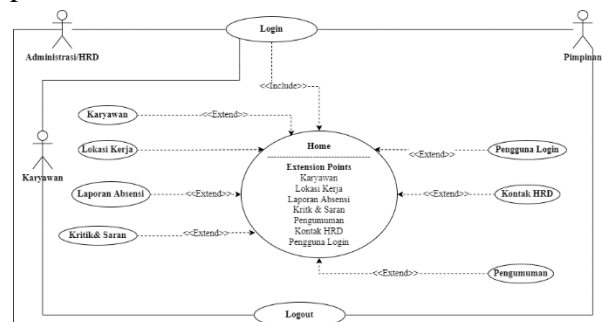 Login
Administrasi/HRD
Pimpinan
<<Include>>
Karyawan
<<Extend>>
Lokasi Kerja
Home
Pengguna Login
<<Extend>>
Extension Points
Karyawan
Lokasi Kerja
Laporan Absensi
Kritk & Saran
Pengumuman
Kontak HRD
Pengguna Login
Karyawan
Laporan Absensi
<<Extend>>
<<Extend>>
Kontak HRD
Kritik& Saran
<<Extend>>
<<Extend>>
Pengumuman
Logout